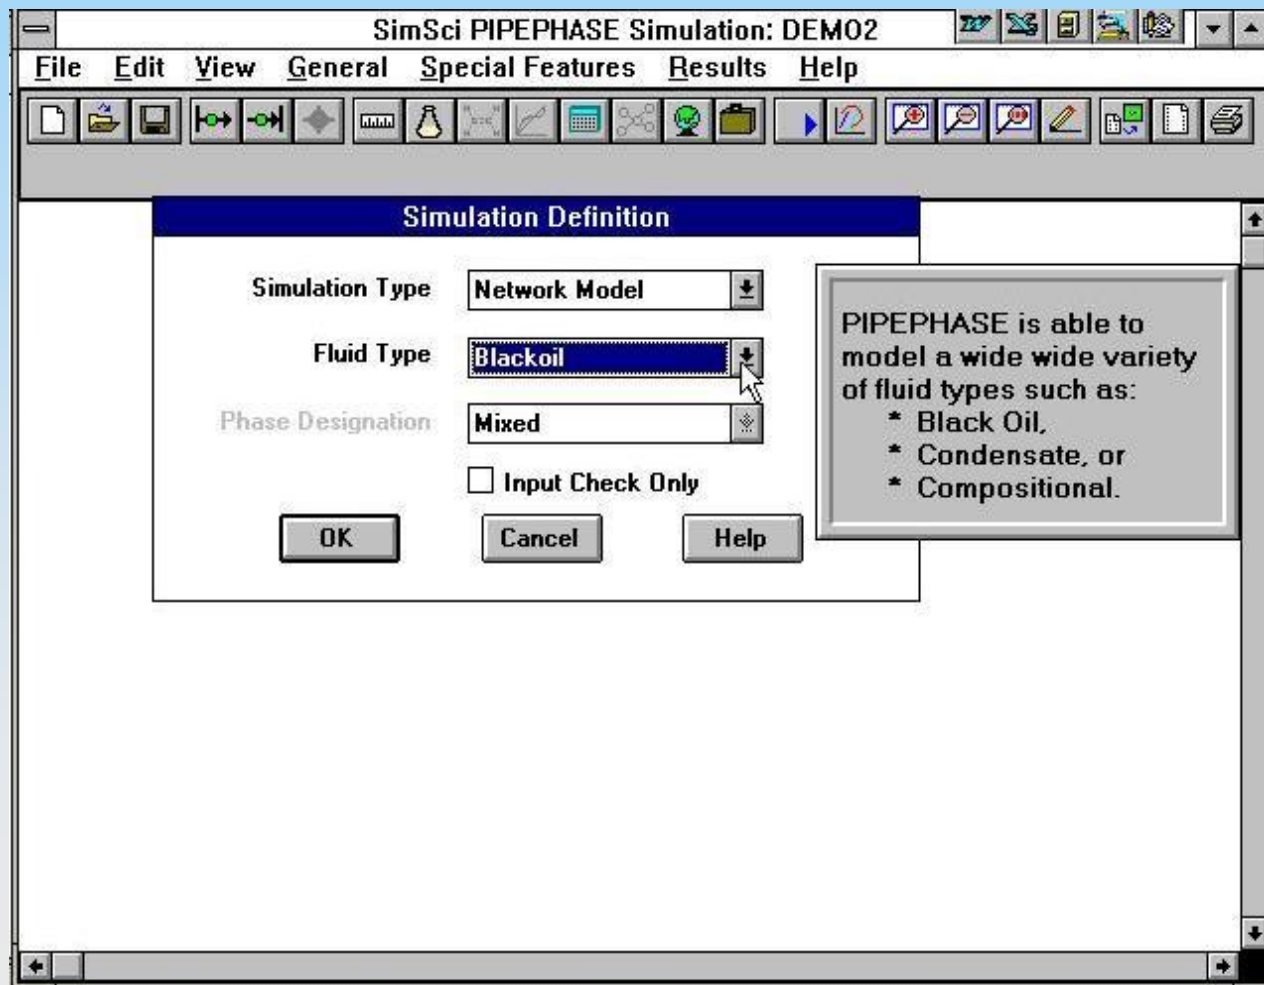 SimSci PIPEPHASE Simulation: DEMO2
File Edit View General Special Features Results Help
Simulation Definition
Simulation Type Network Model
Fluid Type Blackoil
Phase Designation Mixed
Input Check Only
OK Cancel Help
PIPEPHASE is able to
model a wide wide variety
of fluid types such as:
* Black Oil,
* Condensate, or
* Compositional.